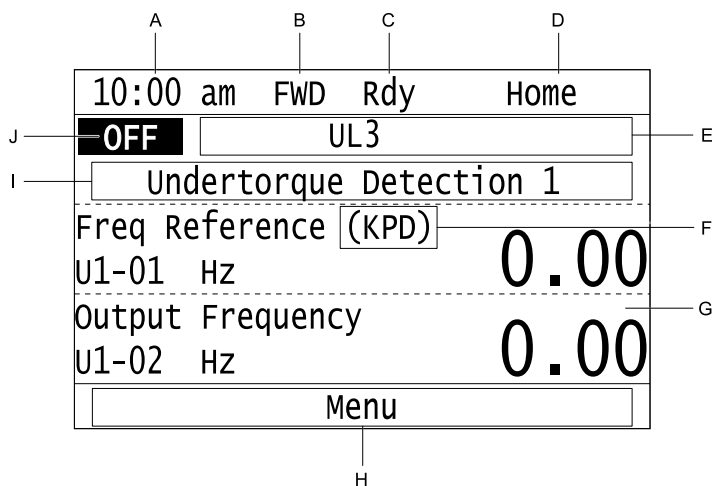 A B C D
10:00 am FWD Rdy Home
J OFF UL3 E
I Undertorque Detection 1
Freq Reference (KPD) F
U1-01 Hz 0.00
Output Frequency G
U1-02 Hz 0.00
Menu
H